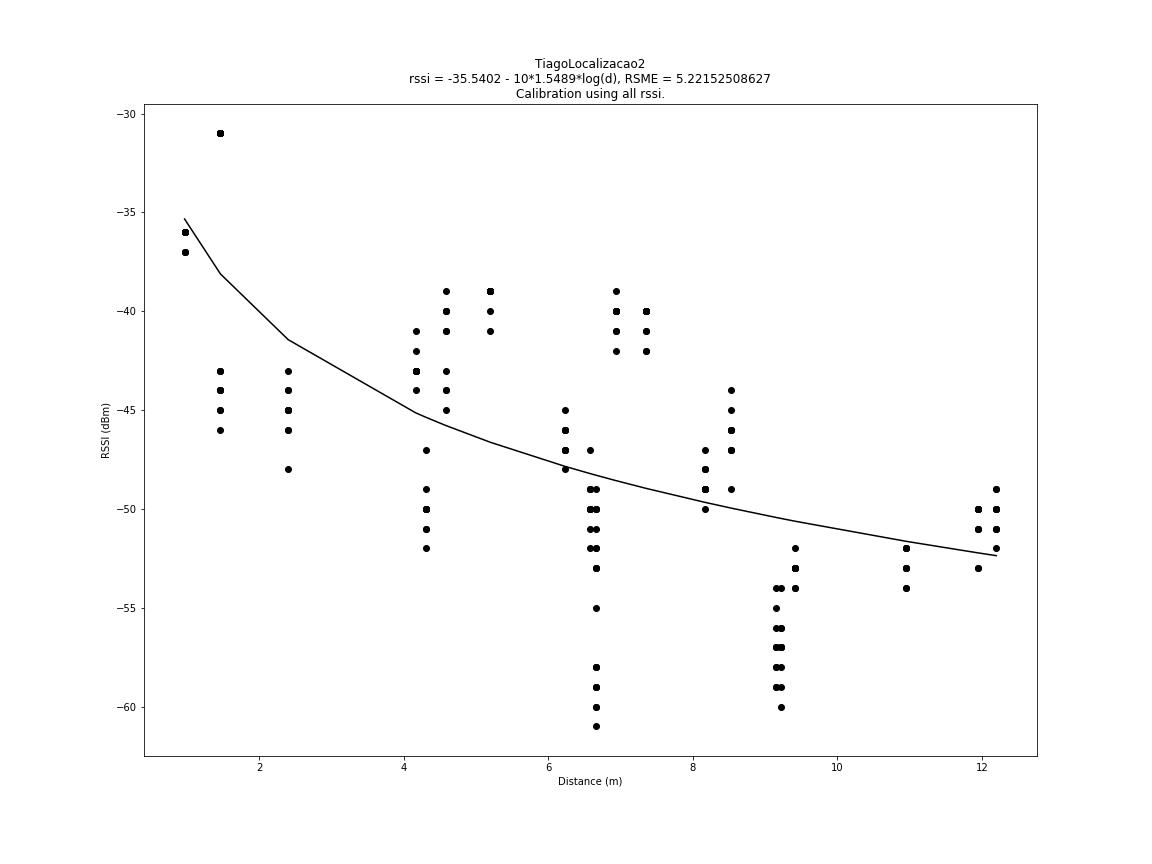 TiagoLocalizacao2
rssi = -35.5402 - 10*1.5489*log(d), RSME = 5.22152508627
Calibration using all rssi.
−30
−35
−40
−45
−50
−55
−60
RSSI (dBm)
2
4
6
8
10
12
Distance (m)